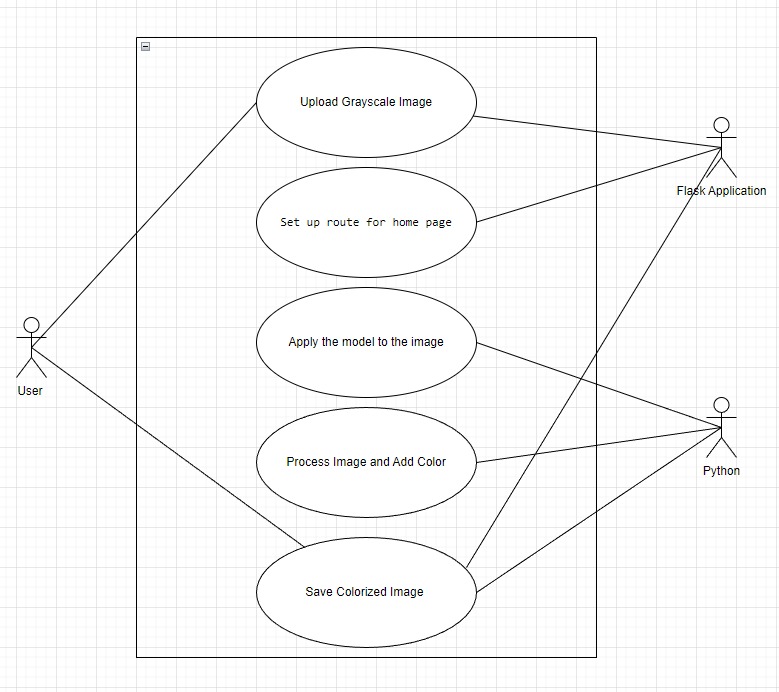 Upload Grayscale Image
Set up route for home page
Apply the model to the image
Process Image and Add Color
Save Colorized Image
User
Flask Application
Python